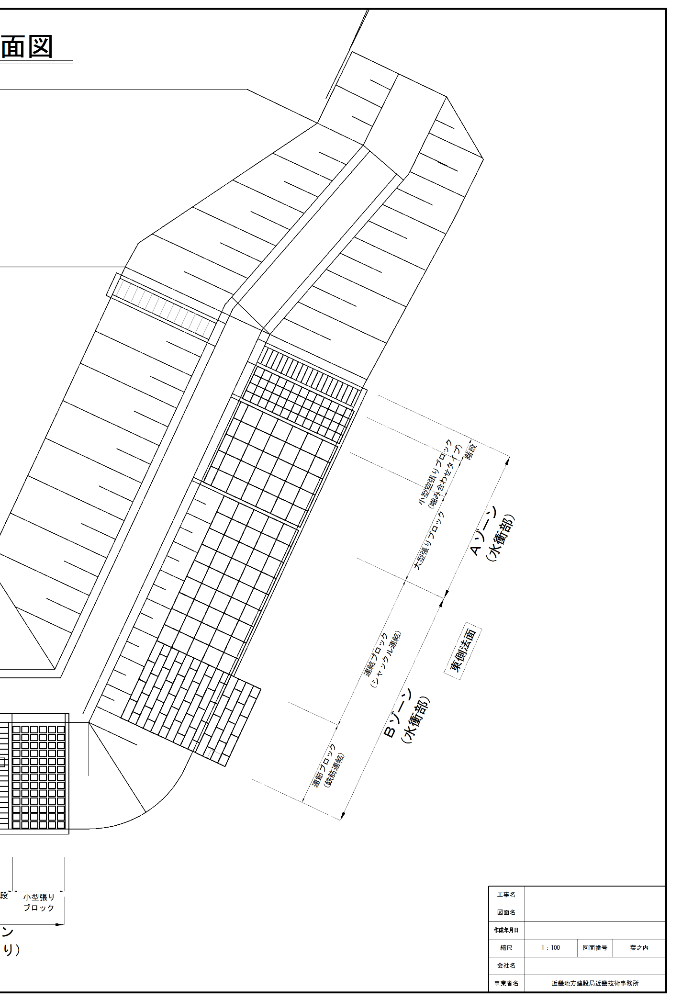 面図
階段
小型空張りブロック
(噛み合わせタイプ)
大型張りブロック
Aゾーン
(水衝部)
連結ブロック
(シャックル連結)
東側法面
Bゾーン
(水衝部)
連節ブロック
(鉄筋連結)
段
小型張り
ブロック
ン
り)
工事名
図面名
作成年月日
縮尺 1:100 図面番号 葉之内
会社名
事業者名 近畿地方建設局近畿技術事務所